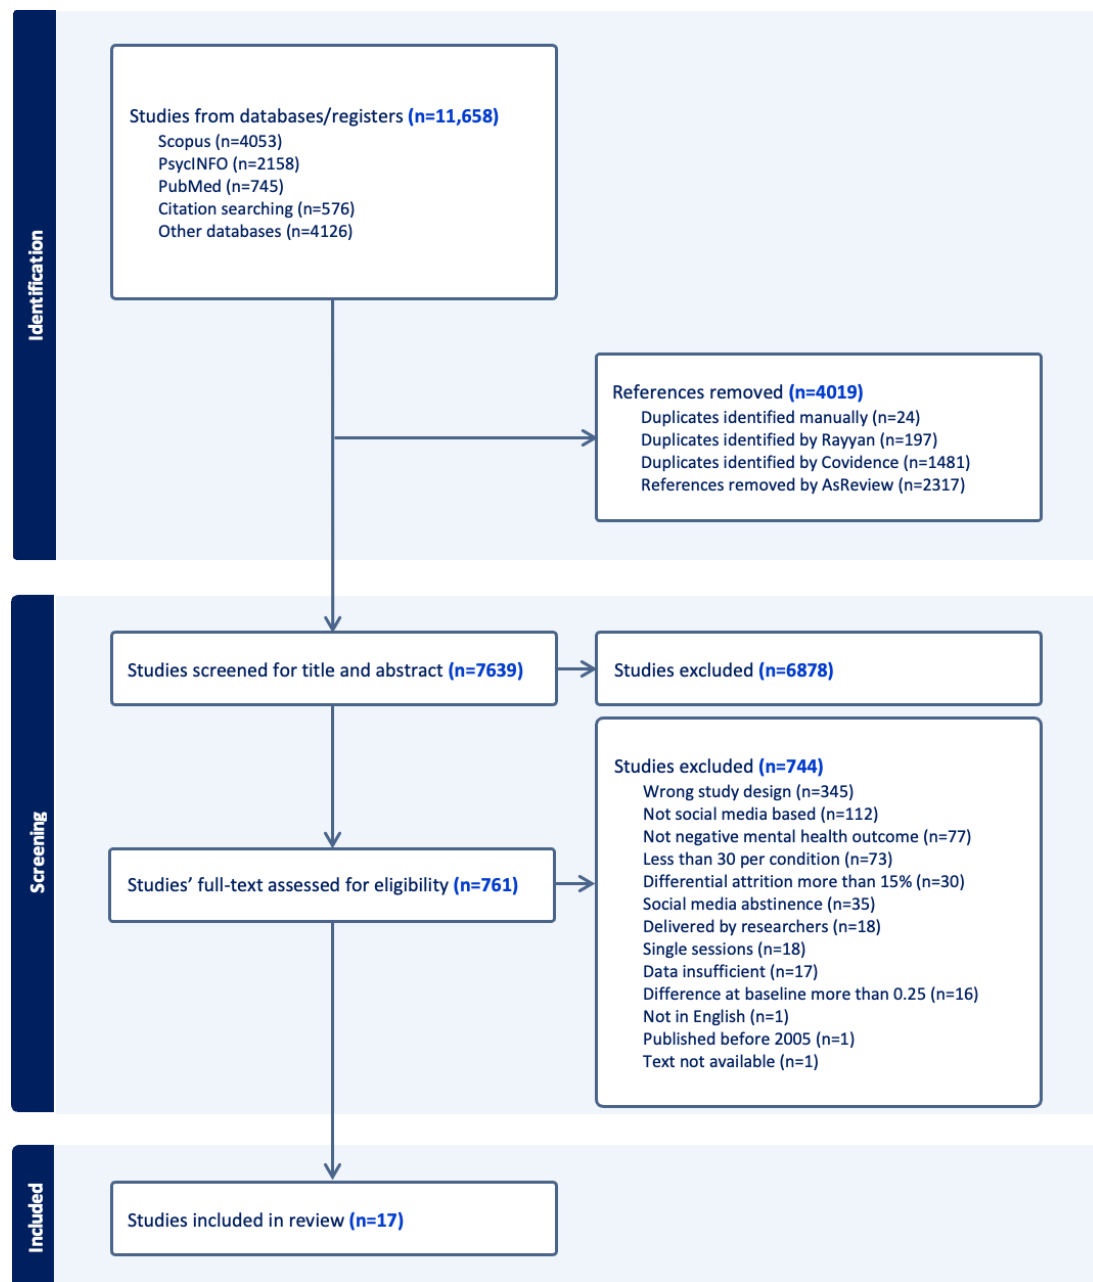 Identification
Studies from databases/registers (n=11,658)
Scopus (n=4053)
PsycINFO (n=2158)
PubMed (n=745)
Citation searching (n=576)
Other databases (n=4126)
References removed (n=4019)
Duplicates identified manually (n=24)
Duplicates identified by Rayyan (n=197)
Duplicates identified by Covidence (n=1481)
References removed by AsReview (n=2317)
Screening
Studies screened for title and abstract (n=7639)
Studies excluded (n=6878)
Studies' full-text assessed for eligibility (n=761)
Studies excluded (n=744)
Wrong study design (n=345)
Not social media based (n=112)
Not negative mental health outcome (n=77)
Less than 30 per condition (n=73)
Differential attrition more than 15% (n=30)
Social media abstinence (n=35)
Delivered by researchers (n=18)
Single sessions (n=18)
Data insufficient (n=17)
Difference at baseline more than 0.25 (n=16)
Not in English (n=1)
Published before 2005 (n=1)
Text not available (n=1)
Included
Studies included in review (n=17)